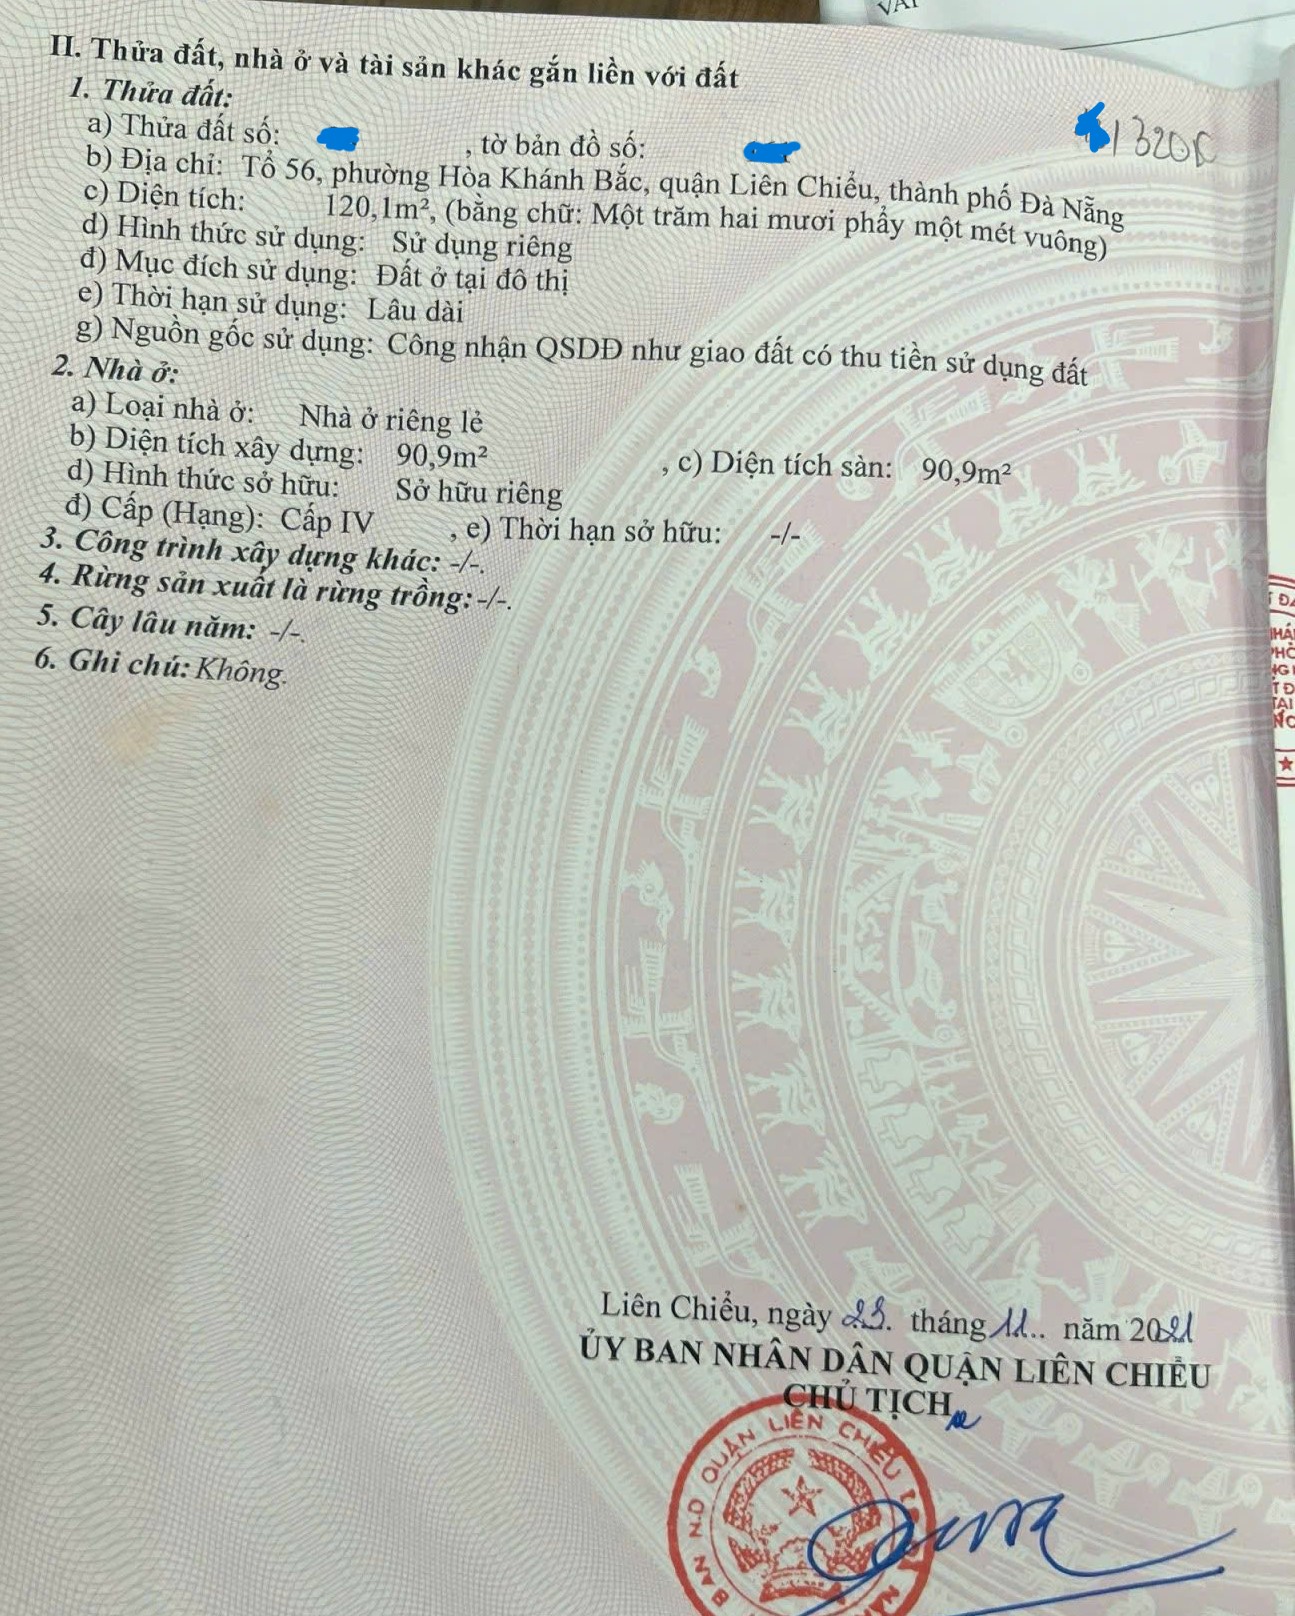 VAI
II. Thửa đất, nhà ở và tài sản khác gắn liền với đất
1. Thửa đất:
a) Thửa đất số: , tờ bản đồ số:
b) Địa chỉ: Tổ 56, phường Hòa Khánh Bắc, quận Liên Chiểu, thành phố Đà Nẵng
c) Diện tích: 120,1m², (bằng chữ: Một trăm hai mươi phẩy một mét vuông)
d) Hình thức sử dụng: Sử dụng riêng
đ) Mục đích sử dụng: Đất ở tại đô thị
e) Thời hạn sử dụng: Lâu dài
g) Nguồn gốc sử dụng: Công nhận QSDĐ như giao đất có thu tiền sử dụng đất
2. Nhà ở:
a) Loại nhà ở: Nhà ở riêng lẻ
b) Diện tích xây dựng: 90,9m² , c) Diện tích sàn: 90,9m²
d) Hình thức sở hữu: Sở hữu riêng
đ) Cấp (Hạng): Cấp IV , e) Thời hạn sở hữu: -/-
3. Công trình xây dựng khác: -/-.
4. Rừng sản xuất là rừng trồng: -/-.
5. Cây lâu năm: -/-.
6. Ghi chú: Không.
Liên Chiểu, ngày 23. tháng 11.. năm 2021
ỦY BAN NHÂN DÂN QUẬN LIÊN CHIỂU
CHỦ TỊCH
BAN N.D QUẬN LIÊN CHIỂU